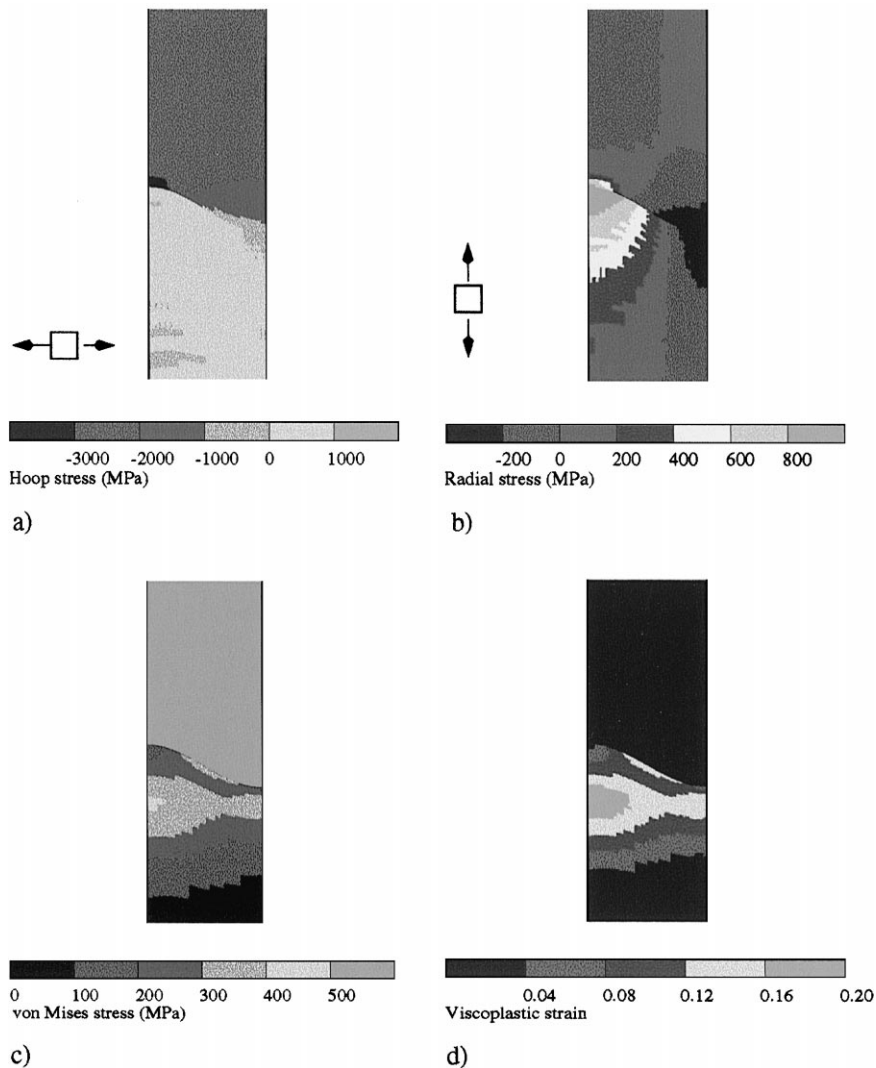 -3000 -2000 -1000 0 1000
Hoop stress (MPa)
a)
-200 0 200 400 600 800
Radial stress (MPa)
b)
0 100 200 300 400 500
von Mises stress (MPa)
c)
0.04 0.08 0.12 0.16 0.20
Viscoplastic strain
d)